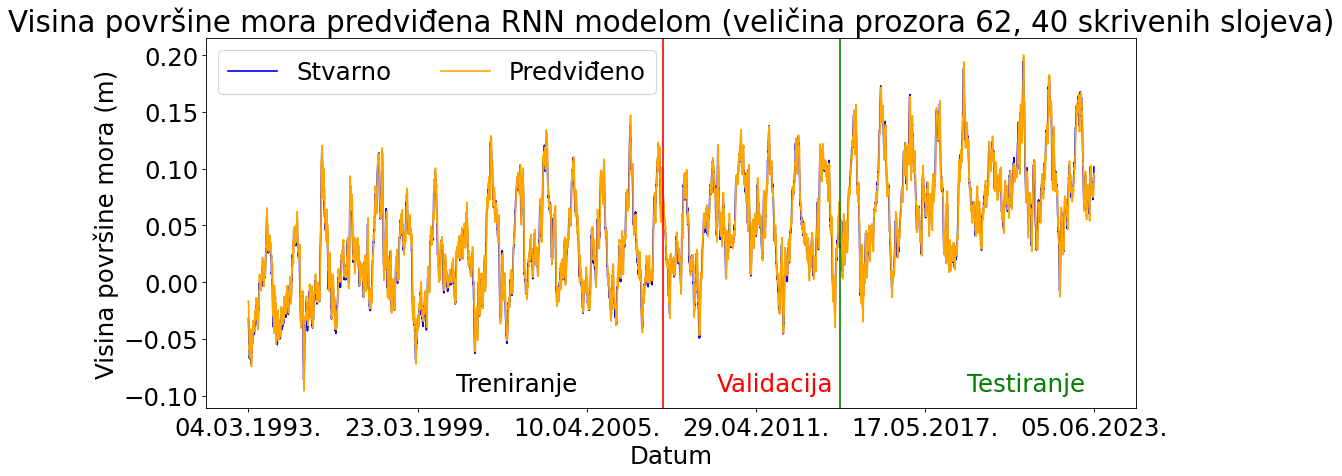 Visina površine mora predviđena RNN modelom (veličina prozora 62, 40 skrivenih slojeva)
Stvarno Predviđeno
Visina površine mora (m)
0.20
0.15
0.10
0.05
0.00
−0.05
−0.10
Treniranje Validacija Testiranje
04.03.1993. 23.03.1999. 10.04.2005. 29.04.2011. 17.05.2017. 05.06.2023.
Datum